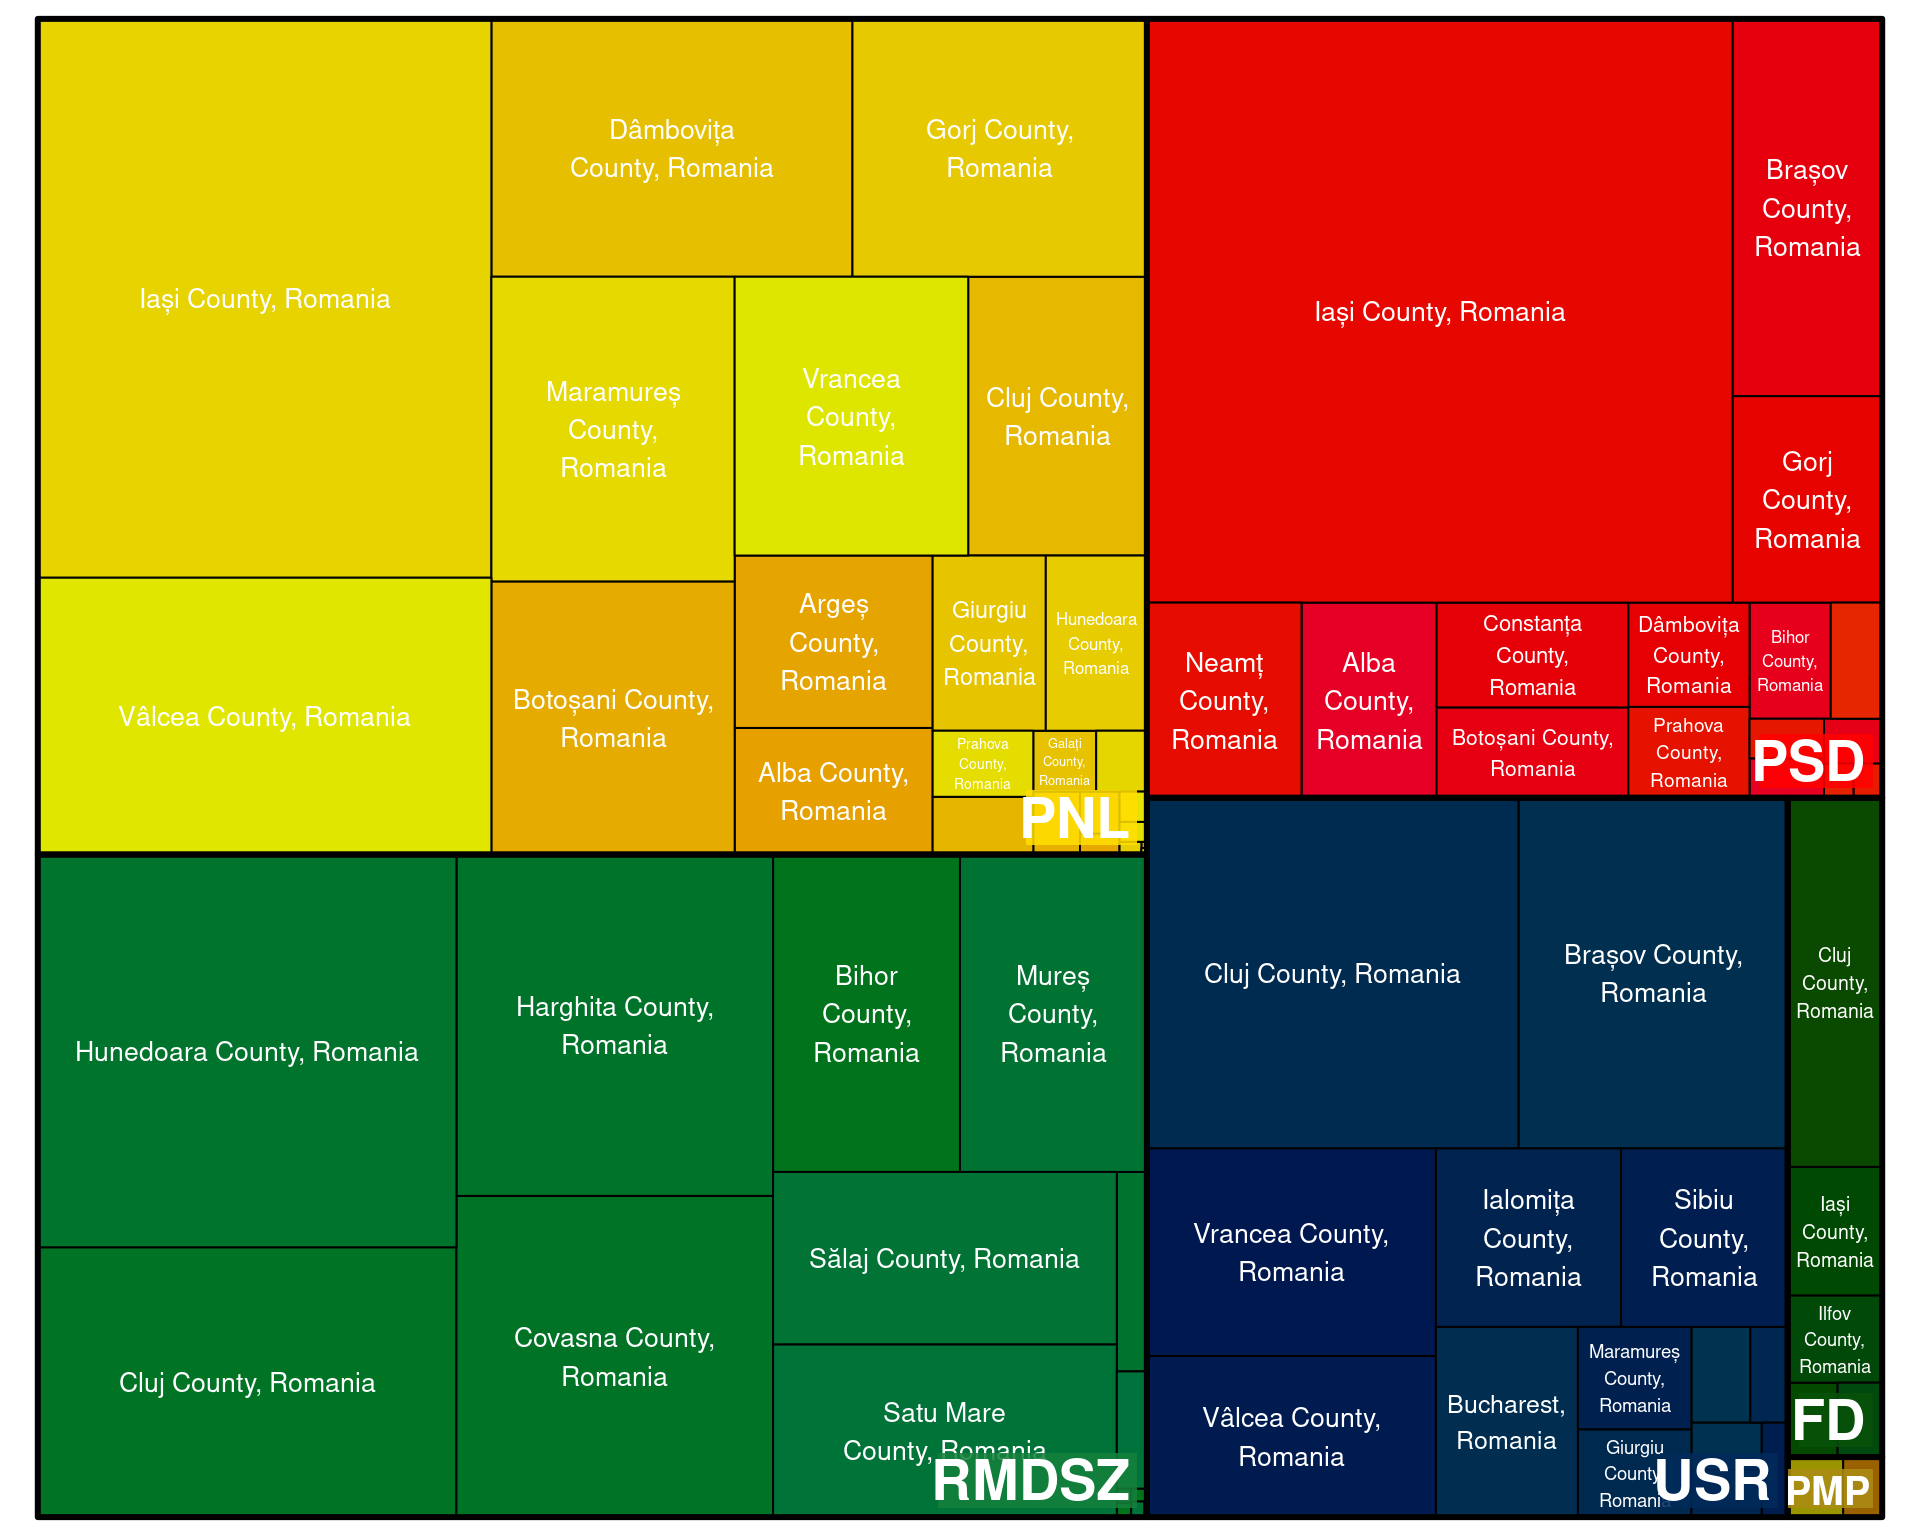 Iași County, Romania
Dâmbovița
County, Romania
Gorj County,
Romania
Maramureș
County,
Romania
Vrancea
County,
Romania
Cluj County,
Romania
Vâlcea County, Romania
Botoșani County,
Romania
Argeș
County,
Romania
Giurgiu
County,
Romania
Hunedoara
County,
Romania
Alba County,
Romania
Prahova
County,
Romania
Galați
County,
Romania
PNL
Iași County, Romania
Brașov
County,
Romania
Gorj
County,
Romania
Neamț
County,
Romania
Alba
County,
Romania
Constanța
County,
Romania
Botoșani County,
Romania
Dâmbovița
County,
Romania
Prahova
County,
Romania
Bihor
County,
Romania
PSD
Hunedoara County, Romania
Harghita County,
Romania
Bihor
County,
Romania
Mureș
County,
Romania
Cluj County, Romania
Covasna County,
Romania
Sălaj County, Romania
Satu Mare
County, Romania
RMDSZ
Cluj County, Romania
Brașov County,
Romania
Vrancea County,
Romania
Ialomița
County,
Romania
Sibiu
County,
Romania
Vâlcea County,
Romania
Bucharest,
Romania
Maramureș
County,
Romania
Giurgiu
County,
Romania
USR
Cluj
County,
Romania
Iași
County,
Romania
Ilfov
County,
Romania
FD
PMP